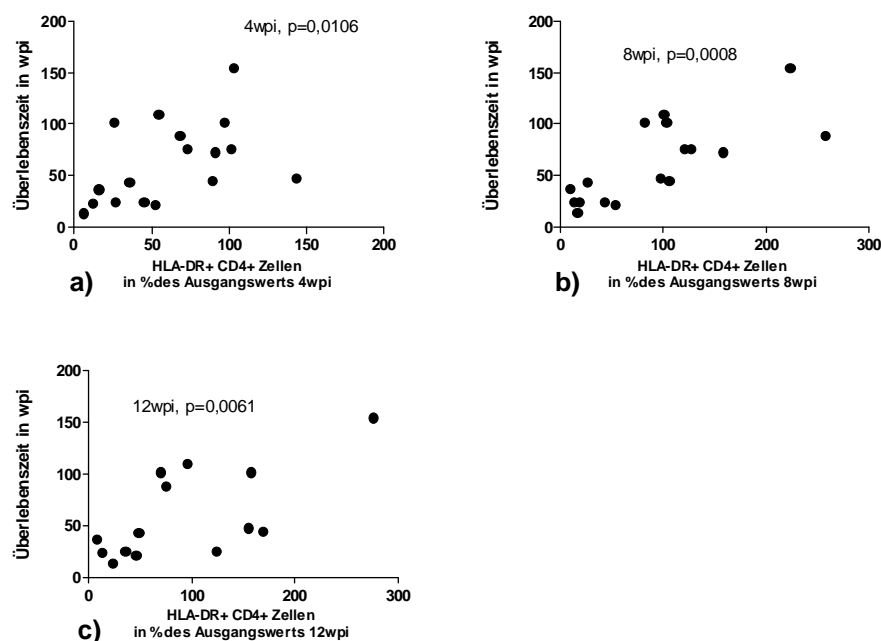 4wpi, p=0,0106
Überlebenszeit in wpi
200
150
100
50
0
0 50 100 150 200
HLA-DR+ CD4+ Zellen
in %des Ausgangswerts 4wpi
a)
8wpi, p=0,0008
Überlebenszeit in wpi
200
150
100
50
0
0 100 200 300
HLA-DR+ CD4+ Zellen
in %des Ausgangswerts 8wpi
b)
12wpi, p=0,0061
Überlebenszeit in wpi
200
150
100
50
0
0 100 200 300
HLA-DR+ CD4+ Zellen
in %des Ausgangswerts 12wpi
c)